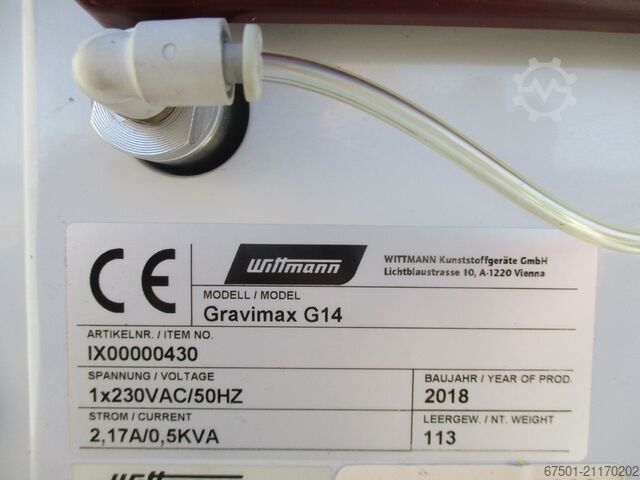 CE
Wittmann
WITTMANN Kunststoffgeräte GmbH
Lichtblaustrasse 10, A-1220 Vienna
MODELL / MODEL
Gravimax G14
ARTIKELNR. / ITEM NO.
IX00000430
SPANNUNG / VOLTAGE
1x230VAC/50HZ
BAUJAHR / YEAR OF PROD.
2018
STROM / CURRENT
2,17A/0,5KVA
LEERGEW. / NT. WEIGHT
113
67501-21170202